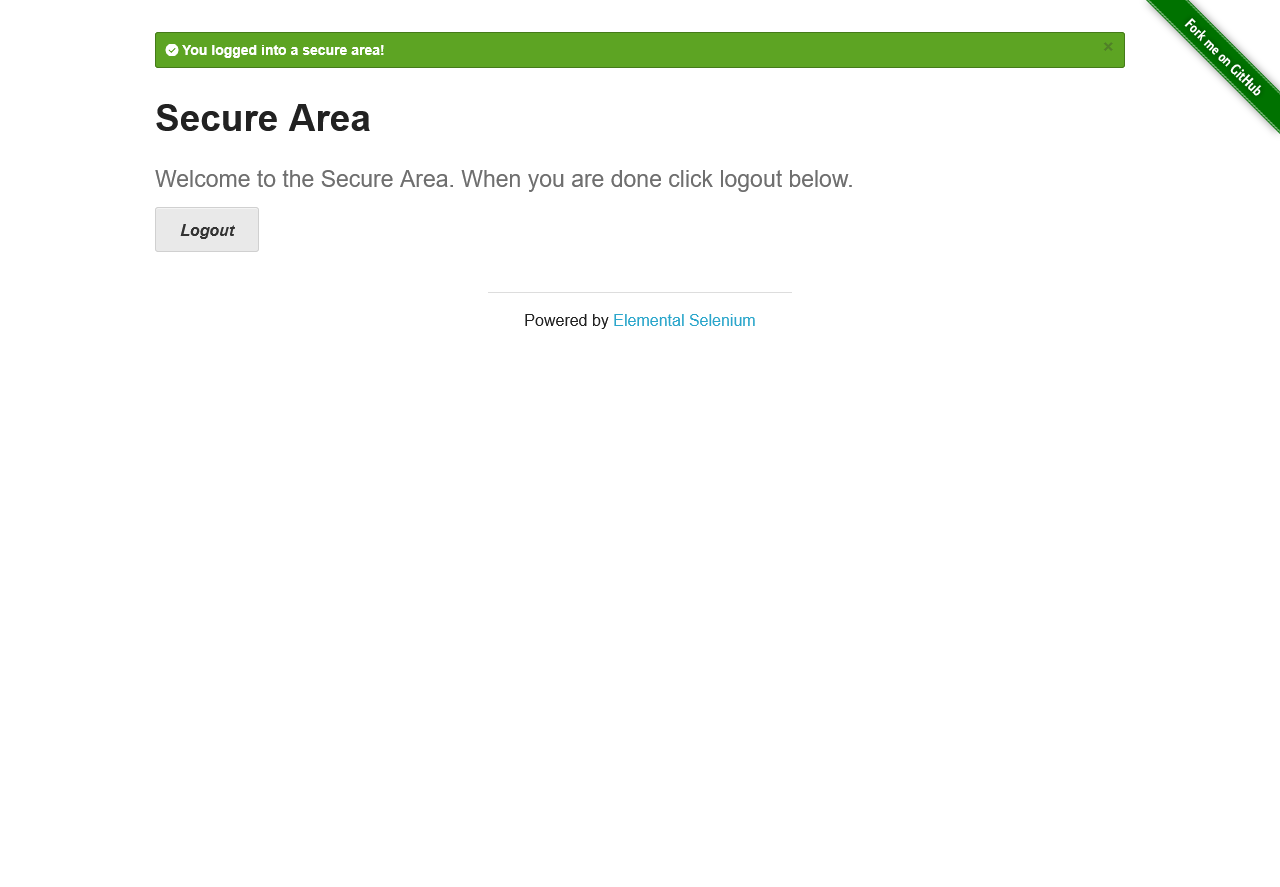 You logged into a secure area!
×
Fork me on GitHub
Secure Area
Welcome to the Secure Area. When you are done click logout below.
Logout
Powered by Elemental Selenium